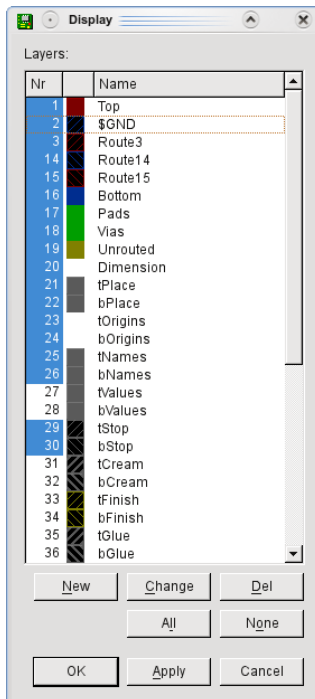 Display
Layers:
Nr Name
1 Top
2 $GND
3 Route3
14 Route14
15 Route15
16 Bottom
17 Pads
18 Vias
19 Unrouted
20 Dimension
21 tPlace
22 bPlace
23 tOrigins
24 bOrigins
25 tNames
26 bNames
27 tValues
28 bValues
29 tStop
30 bStop
31 tCream
32 bCream
33 tFinish
34 bFinish
35 tGlue
36 bGlue
New Change Del
All None
OK Apply Cancel